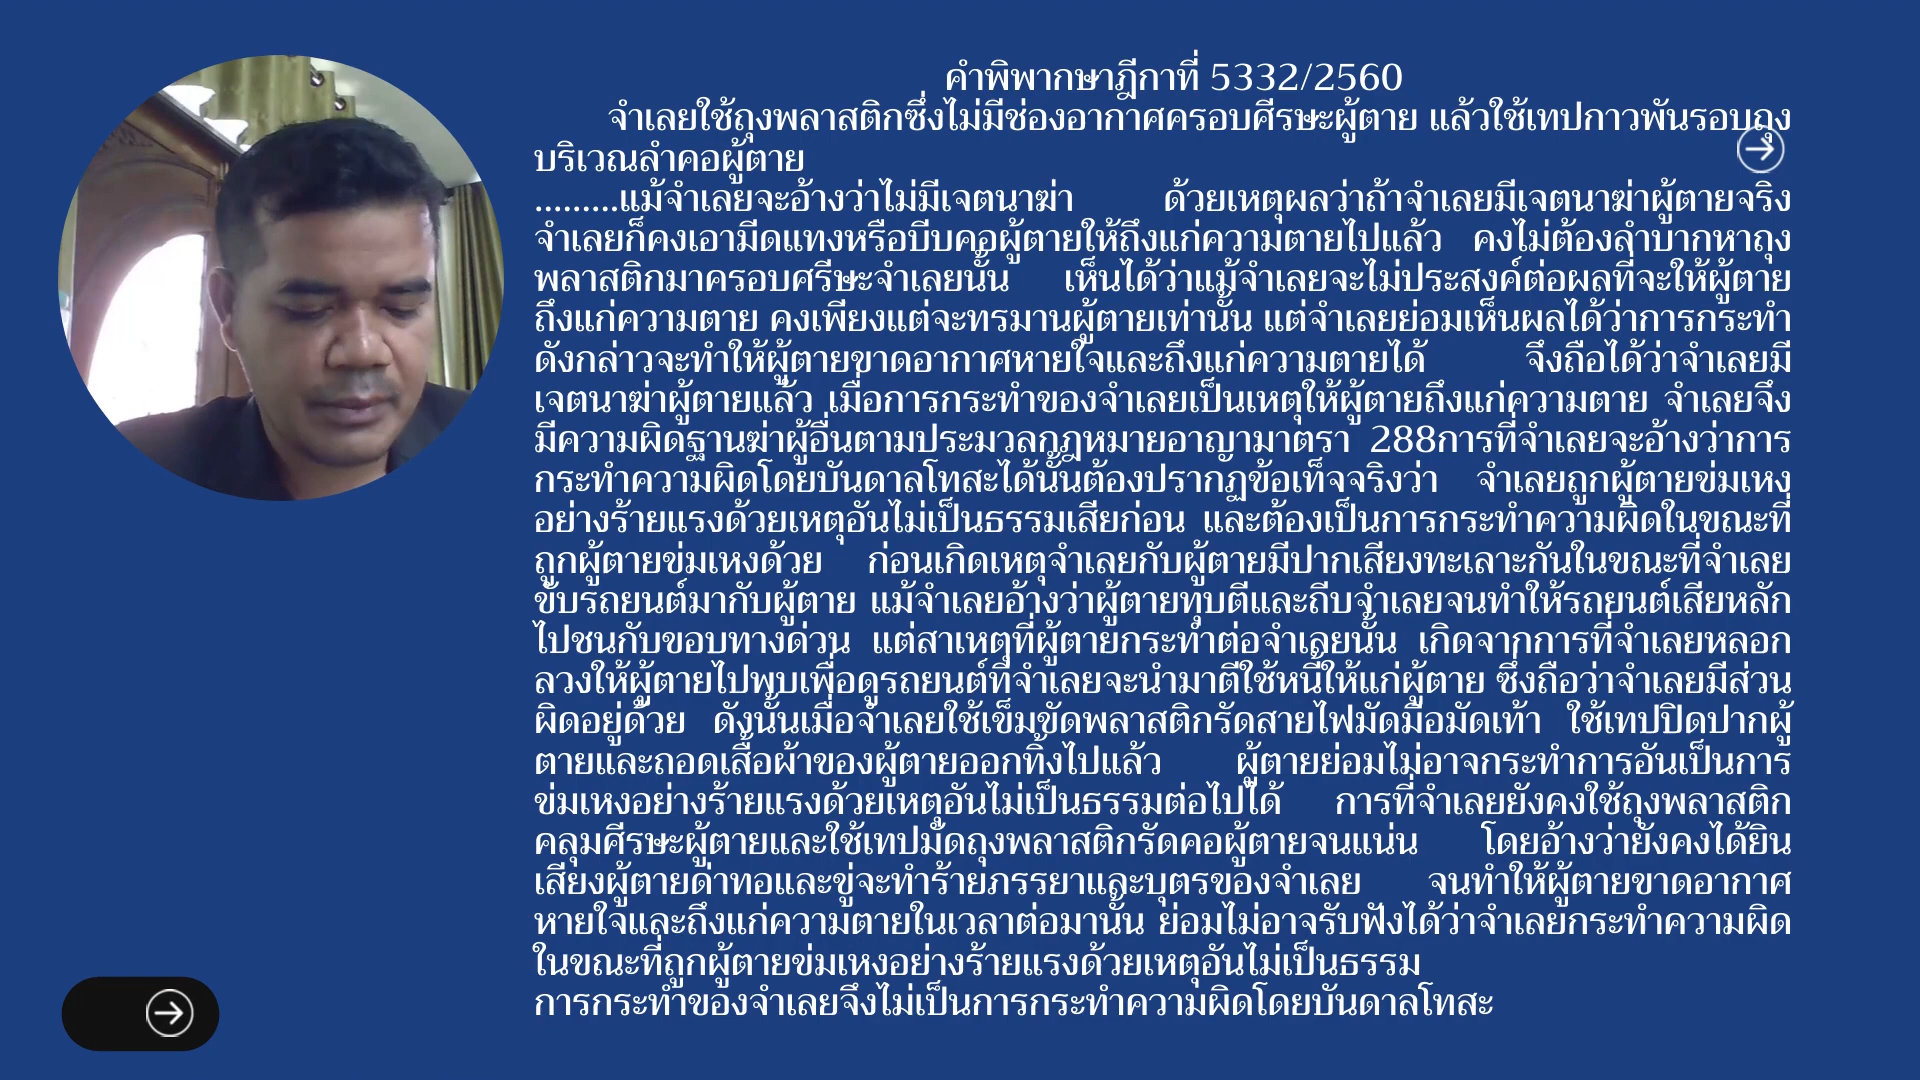 คำพิพากษาฎีกาที่ 5332/2560
จำเลยใช้ถุงพลาสติกซึ่งไม่มีช่องอากาศครอบศีรษะผู้ตาย แล้วใช้เทปกาวพันรอบถุง
บริเวณลำคอผู้ตาย
.........แม้จำเลยจะอ้างว่าไม่มีเจตนาฆ่า ด้วยเหตุผลว่าถ้าจำเลยมีเจตนาฆ่าผู้ตายจริง
จำเลยก็คงเอามีดแทงหรือบีบคอผู้ตายให้ถึงแก่ความตายไปแล้ว คงไม่ต้องลำบากหาถุง
พลาสติกมาครอบศรีษะจำเลยนั้น เห็นได้ว่าแม้จำเลยจะไม่ประสงค์ต่อผลที่จะให้ผู้ตาย
ถึงแก่ความตาย คงเพียงแต่จะทรมานผู้ตายเท่านั้น แต่จำเลยย่อมเห็นผลได้ว่าการกระทำ
ดังกล่าวจะทำให้ผู้ตายขาดอากาศหายใจและถึงแก่ความตายได้ จึงถือได้ว่าจำเลยมี
เจตนาฆ่าผู้ตายแล้ว เมื่อการกระทำของจำเลยเป็นเหตุให้ผู้ตายถึงแก่ความตาย จำเลยจึง
มีความผิดฐานฆ่าผู้อื่นตามประมวลกฎหมายอาญามาตรา 288การที่จำเลยจะอ้างว่าการ
กระทำความผิดโดยบันดาลโทสะได้นั้นต้องปรากฏข้อเท็จจริงว่า จำเลยถูกผู้ตายข่มเหง
อย่างร้ายแรงด้วยเหตุอันไม่เป็นธรรมเสียก่อน และต้องเป็นการกระทำความผิดในขณะที่
ถูกผู้ตายข่มเหงด้วย ก่อนเกิดเหตุจำเลยกับผู้ตายมีปากเสียงทะเลาะกันในขณะที่จำเลย
ขับรถยนต์มากับผู้ตาย แม้จำเลยอ้างว่าผู้ตายทุบตีและถีบจำเลยจนทำให้รถยนต์เสียหลัก
ไปชนกับขอบทางด่วน แต่สาเหตุที่ผู้ตายกระทำต่อจำเลยนั้น เกิดจากการที่จำเลยหลอก
ลวงให้ผู้ตายไปพบเพื่อดูรถยนต์ที่จำเลยจะนำมาตีใช้หนี้ให้แก่ผู้ตาย ซึ่งถือว่าจำเลยมีส่วน
ผิดอยู่ด้วย ดังนั้นเมื่อจำเลยใช้เข็มขัดพลาสติกรัดสายไฟมัดมือมัดเท้า ใช้เทปปิดปากผู้
ตายและถอดเสื้อผ้าของผู้ตายออกทิ้งไปแล้ว ผู้ตายย่อมไม่อาจกระทำการอันเป็นการ
ข่มเหงอย่างร้ายแรงด้วยเหตุอันไม่เป็นธรรมต่อไปได้ การที่จำเลยยังคงใช้ถุงพลาสติก
คลุมศีรษะผู้ตายและใช้เทปมัดถุงพลาสติกรัดคอผู้ตายจนแน่น โดยอ้างว่ายังคงได้ยิน
เสียงผู้ตายด่าทอและขู่จะทำร้ายภรรยาและบุตรของจำเลย จนทำให้ผู้ตายขาดอากาศ
หายใจและถึงแก่ความตายในเวลาต่อมานั้น ย่อมไม่อาจรับฟังได้ว่าจำเลยกระทำความผิด
ในขณะที่ถูกผู้ตายข่มเหงอย่างร้ายแรงด้วยเหตุอันไม่เป็นธรรม
การกระทำของจำเลยจึงไม่เป็นการกระทำความผิดโดยบันดาลโทสะ